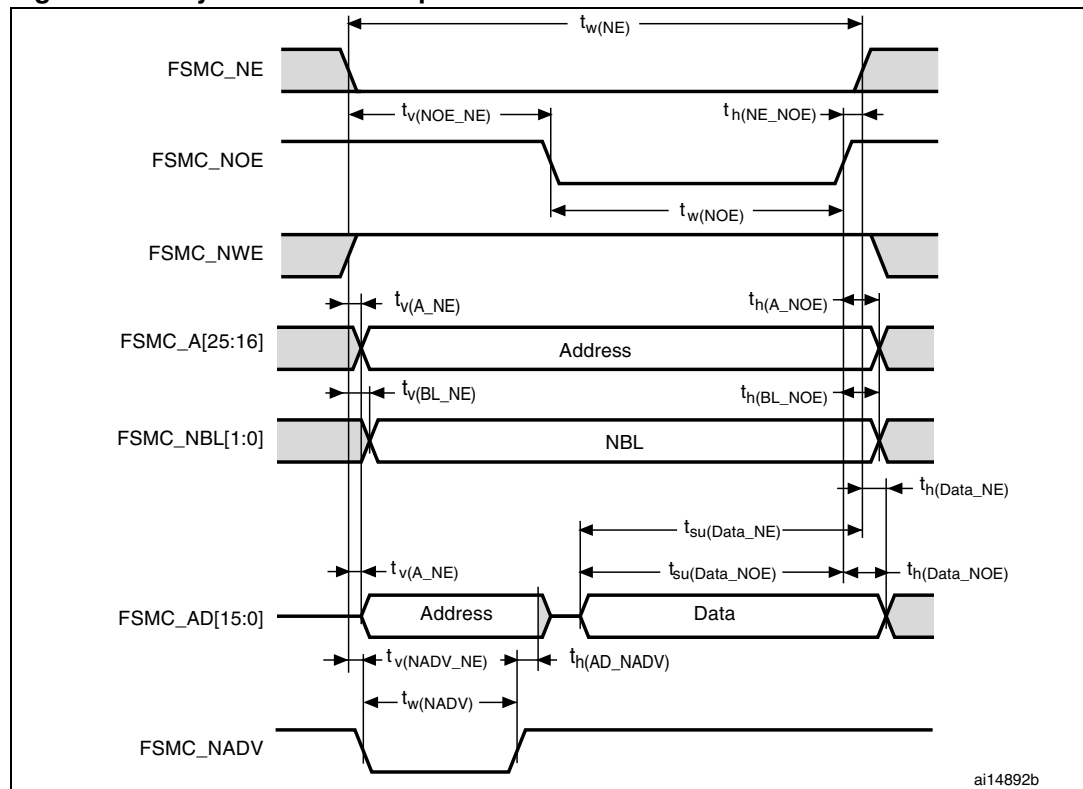 tw(NE)
FSMC_NE
tv(NOE_NE)
th(NE_NOE)
FSMC_NOE
tw(NOE)
FSMC_NWE
tv(A_NE)
th(A_NOE)
FSMC_A[25:16]
Address
tv(BL_NE)
th(BL_NOE)
FSMC_NBL[1:0]
NBL
th(Data_NE)
tsu(Data_NE)
tv(A_NE)
tsu(Data_NOE)
th(Data_NOE)
FSMC_AD[15:0]
Address
Data
tv(NADV_NE)
th(AD_NADV)
tw(NADV)
FSMC_NADV
ai14892b